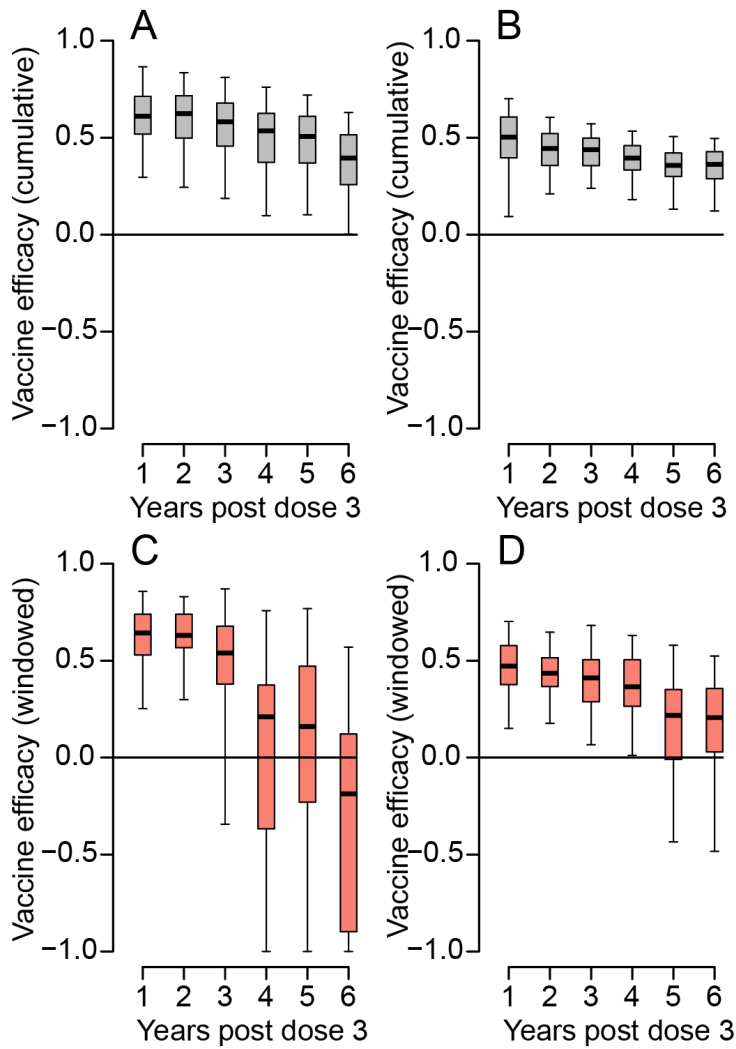 A
Vaccine efficacy (cumulative)
1.0
0.5
0.0
−0.5
−1.0
1 2 3 4 5 6
Years post dose 3
B
Vaccine efficacy (cumulative)
1.0
0.5
0.0
−0.5
−1.0
1 2 3 4 5 6
Years post dose 3
C
Vaccine efficacy (windowed)
1.0
0.5
0.0
−0.5
−1.0
1 2 3 4 5 6
Years post dose 3
D
Vaccine efficacy (windowed)
1.0
0.5
0.0
−0.5
−1.0
1 2 3 4 5 6
Years post dose 3